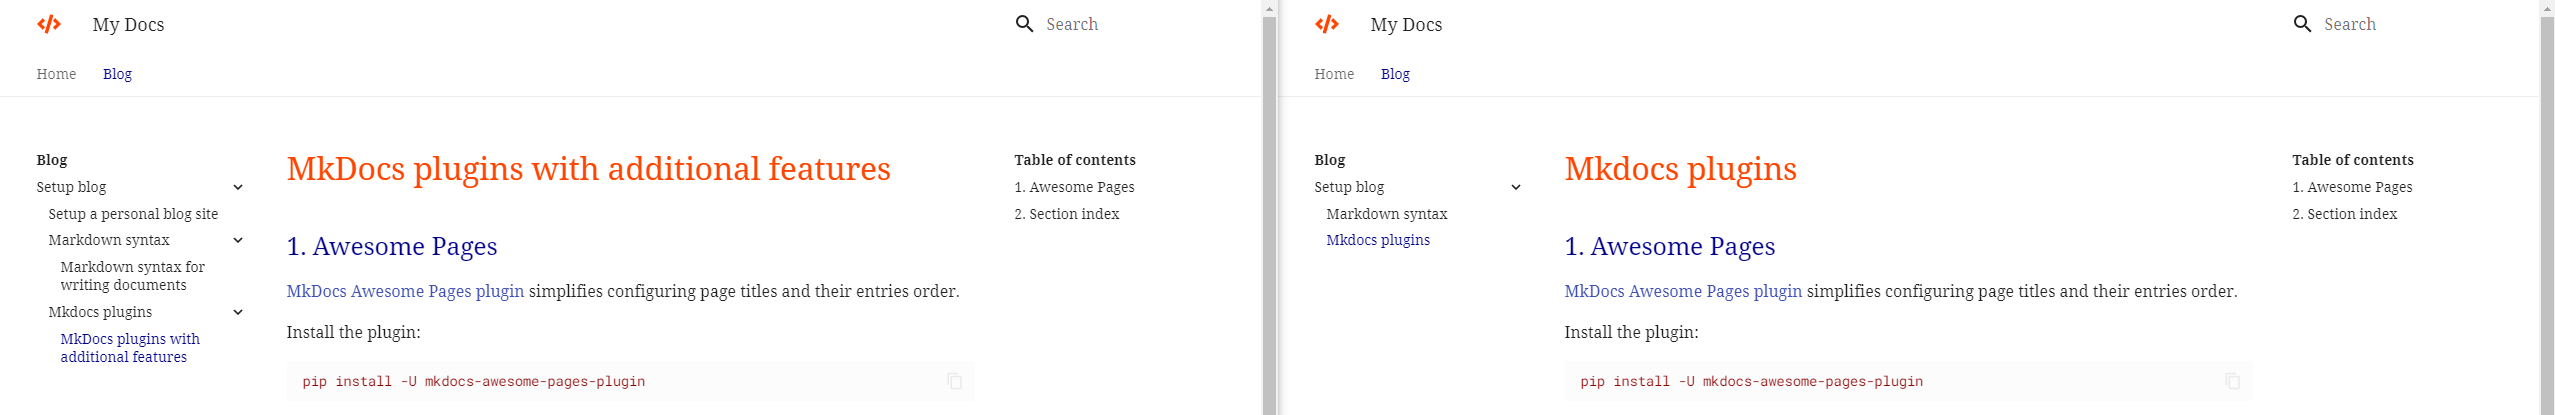 My Docs
Search
Home Blog
Blog
Setup blog
Setup a personal blog site
Markdown syntax
Markdown syntax for
writing documents
Mkdocs plugins
MkDocs plugins with
additional features
MkDocs plugins with additional features
1. Awesome Pages
MkDocs Awesome Pages plugin simplifies configuring page titles and their entries order.
Install the plugin:
pip install -U mkdocs-awesome-pages-plugin
Table of contents
1. Awesome Pages
2. Section index
My Docs
Search
Home Blog
Blog
Setup blog
Markdown syntax
Mkdocs plugins
Mkdocs plugins
1. Awesome Pages
MkDocs Awesome Pages plugin simplifies configuring page titles and their entries order.
Install the plugin:
pip install -U mkdocs-awesome-pages-plugin
Table of contents
1. Awesome Pages
2. Section index